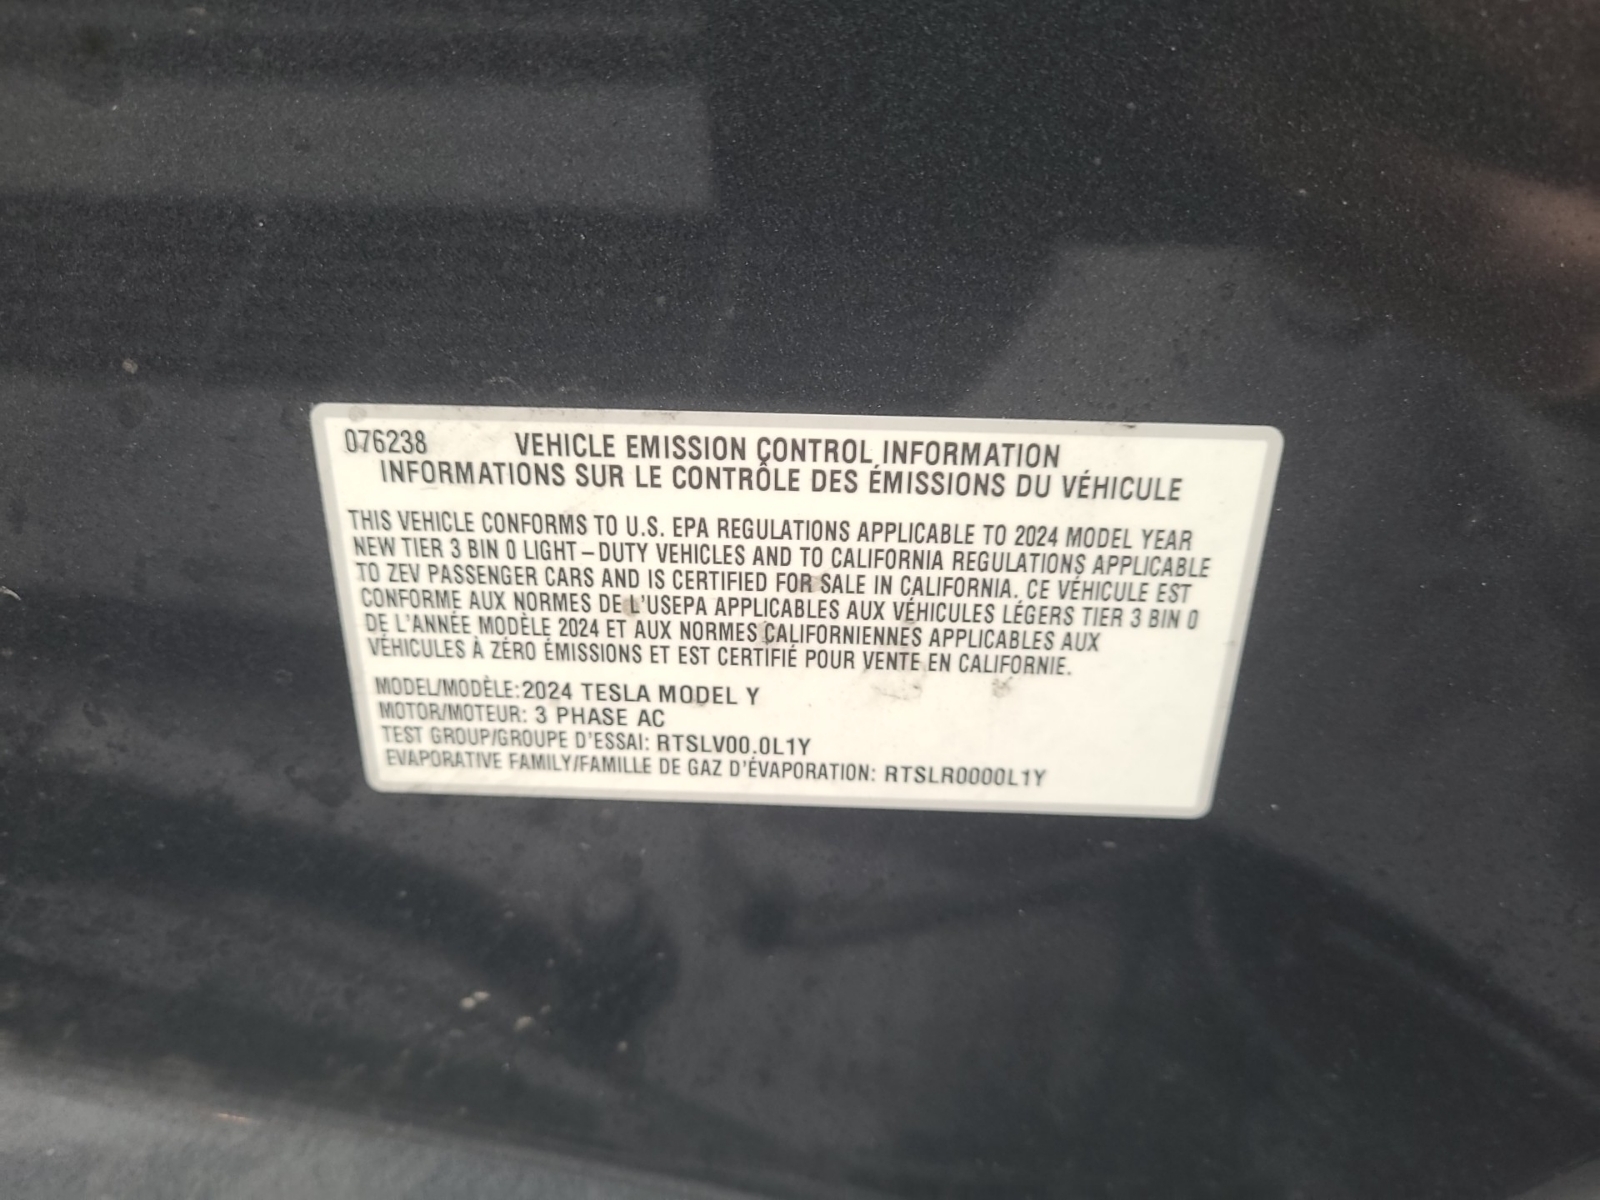 076238 VEHICLE EMISSION CONTROL INFORMATION
INFORMATIONS SUR LE CONTRÔLE DES ÉMISSIONS DU VÉHICULE
THIS VEHICLE CONFORMS TO U.S. EPA REGULATIONS APPLICABLE TO 2024 MODEL YEAR
NEW TIER 3 BIN 0 LIGHT-DUTY VEHICLES AND TO CALIFORNIA REGULATIONS APPLICABLE
TO ZEV PASSENGER CARS AND IS CERTIFIED FOR SALE IN CALIFORNIA. CE VÉHICULE EST
CONFORME AUX NORMES DE L'USEPA APPLICABLES AUX VÉHICULES LÉGERS TIER 3 BIN 0
DE L'ANNÉE MODÈLE 2024 ET AUX NORMES CALIFORNIENNES APPLICABLES AUX
VÉHICULES À ZÉRO ÉMISSIONS ET EST CERTIFIÉ POUR VENTE EN CALIFORNIE.
MODEL/MODÈLE: 2024 TESLA MODEL Y
MOTOR/MOTEUR: 3 PHASE AC
TEST GROUP/GROUPE D'ESSAI: RTSLV00.0L1Y
EVAPORATIVE FAMILY/FAMILLE DE GAZ D'ÉVAPORATION: RTSLR0000L1Y